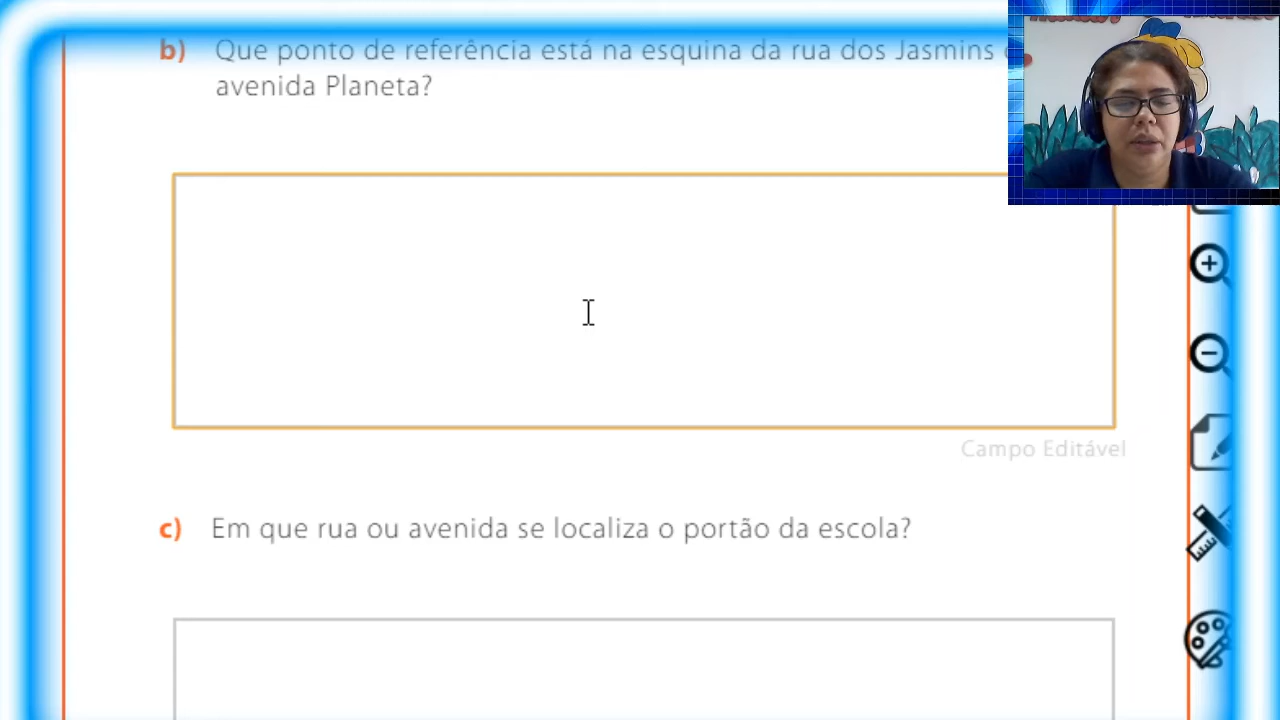 b) Que ponto de referência está na esquina da rua dos Jasmins
avenida Planeta?
Campo Editável
c) Em que rua ou avenida se localiza o portão da escola?